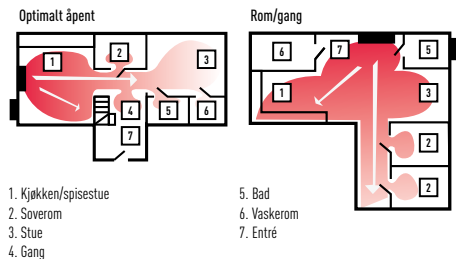 Optimalt åpent
1
2
3
4
5
6
7
Rom/gang
6
7
5
1
3
2
2
1. Kjøkken/spisestue
2. Soverom
3. Stue
4. Gang
5. Bad
6. Vaskerom
7. Entré